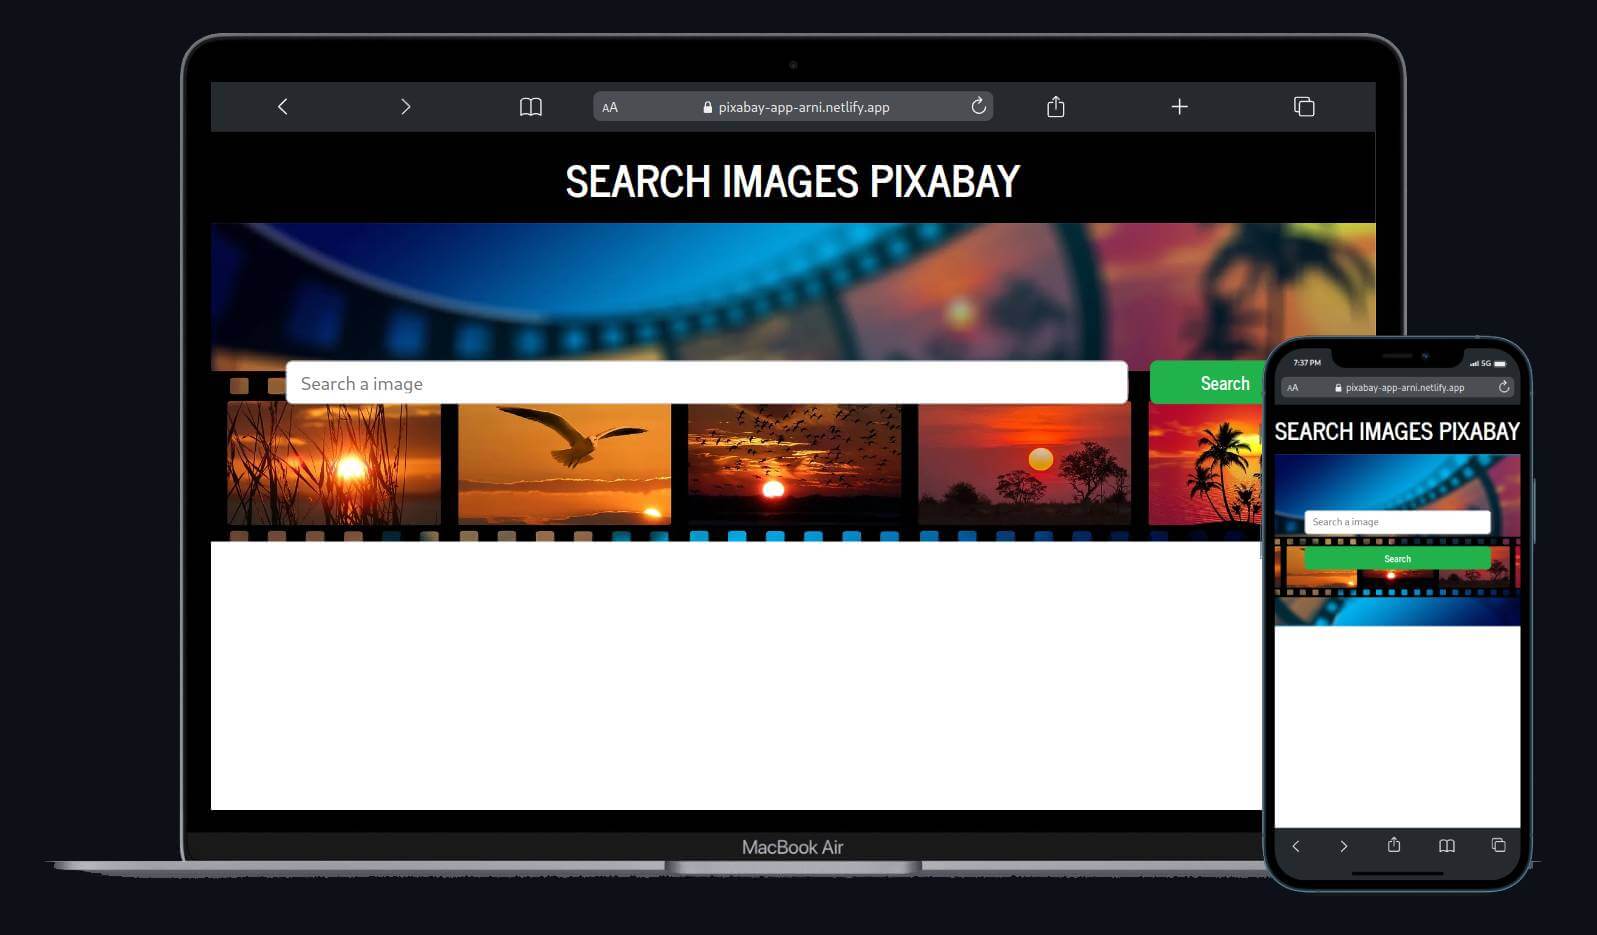 AA
pixabay-app-arni.netlify.app
SEARCH IMAGES PIXABAY
Search a image
Search
MacBook Air
7:37 PM
5G
AA
pixabay-app-arni.netlify.app
SEARCH IMAGES PIXABAY
Search a image
Search